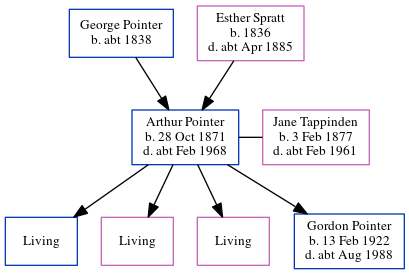 George Pointer
b. abt 1838
Esther Spratt
b. 1836
d. abt Apr 1885
Arthur Pointer
b. 28 Oct 1871
d. abt Feb 1968
Jane Tappinden
b. 3 Feb 1877
d. abt Feb 1961
Living
Living
Living
Gordon Pointer
b. 13 Feb 1922
d. abt Aug 1988